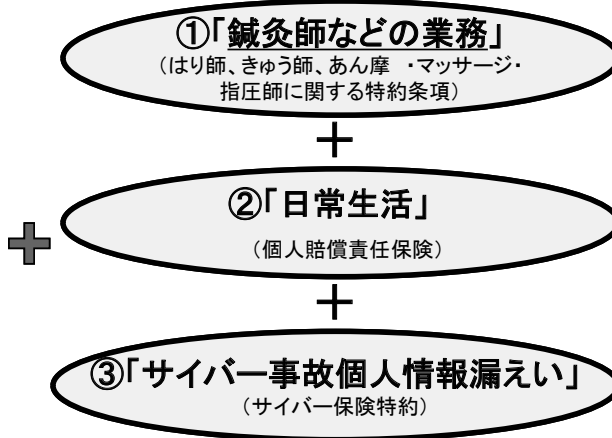 ①「鍼灸師などの業務」
（はり師、きゅう師、あん摩 ・マッサージ・
指圧師に関する特約条項）
＋
②「日常生活」
（個人賠償責任保険）
＋
③「サイバー事故個人情報漏えい」
（サイバー保険特約）